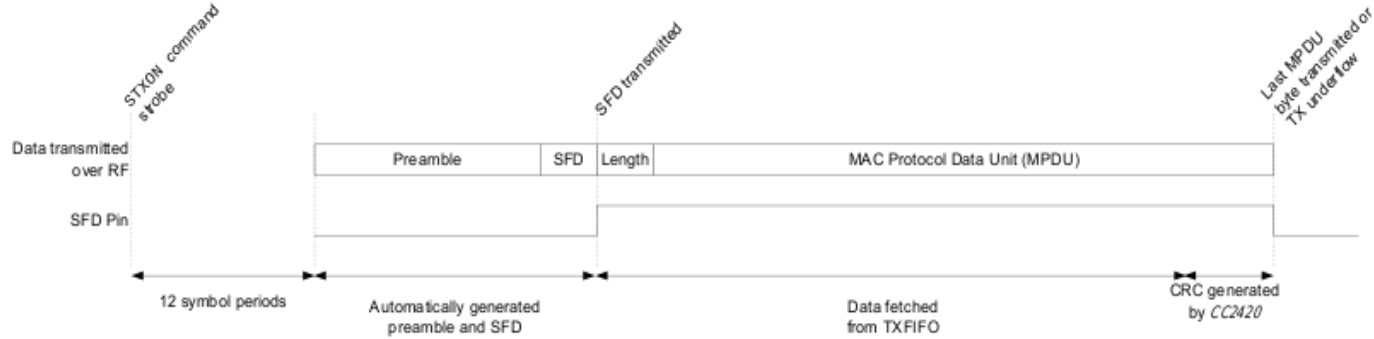 STXON command
strobe
SFD transmitted
Last MPDU
byte transmitted or
TX underflow
Data transmitted
over RF
Preamble
SFD
Length
MAC Protocol Data Unit (MPDU)
SFD Pin
12 symbol periods
Automatically generated
preamble and SFD
Data fetched
from TXFIFO
CRC generated
by CC2420